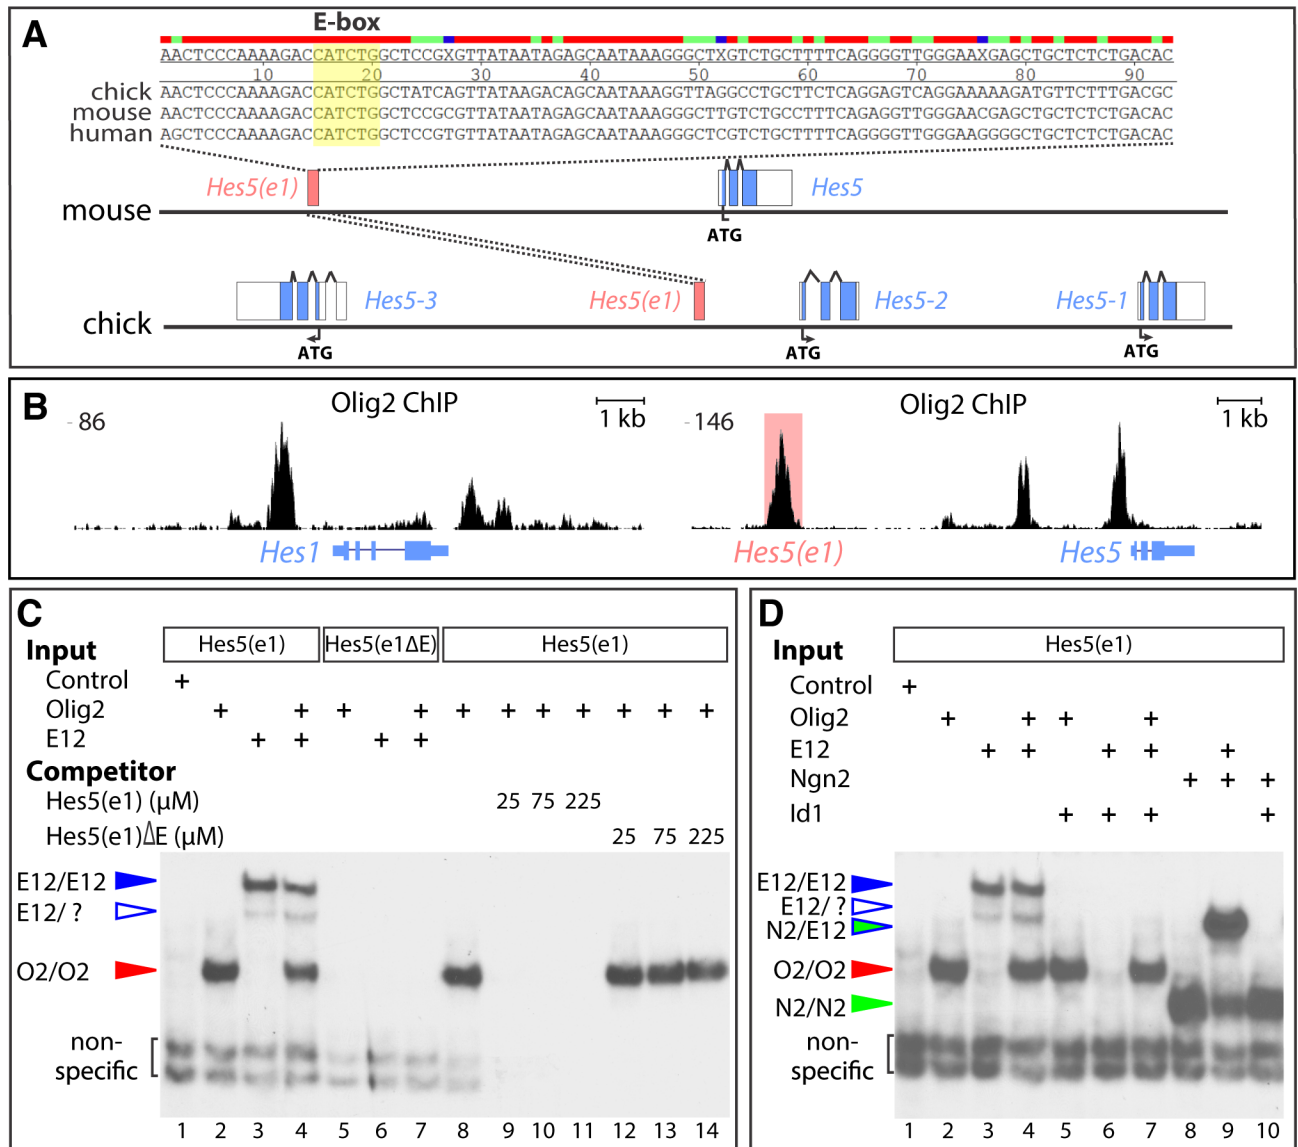 A
E-box
AACTCCCAAAAGACCATCTGGCTCCGXGTTATAATAGAGCAATAAAGGGCTXGTCTGCTTTTCAGGGGTTGGGAAXGAGCTGCTCTCTGACAC
10 20 30 40 50 60 70 80 90
chick AACTCCCAAAAGACCATCTGGCTATCAGTTATAAGACAGCAATAAAGGTTAGGCCTGCTTCTCAGGAGTCAGGAAAAAGATGTTCTTTGACGC
mouse AACTCCCAAAAGACCATCTGGCTCCGCGTTATAATAGAGCAATAAAGGGCTTGTCTGCCTTTCAGAGGTTGGGAACGAGCTGCTCTCTGACAC
human AGCTCCCAAAAGACCATCTGGCTCCGTGTTATAATAGAGCAATAAAGGGCTCGTCTGCTTTTCAGGGGTTGGGAAGGGGCTGCTCTCTGACAC
Hes5(e1) Hes5
mouse
ATG
Hes5-3 Hes5(e1) Hes5-2 Hes5-1
chick
ATG ATG ATG
B
Olig2 ChIP
- 86
1 kb
Hes1
Olig2 ChIP
- 146
1 kb
Hes5(e1) Hes5
C
Input Hes5(e1) Hes5(e1ΔE) Hes5(e1)
Control +
Olig2 + + + + + + + + + + +
E12 + + + +
Competitor
Hes5(e1) (μM) 25 75 225
Hes5(e1)ΔE (μM) 25 75 225
E12/E12
E12/ ?
O2/O2
non-
specific
1 2 3 4 5 6 7 8 9 10 11 12 13 14
D
Input Hes5(e1)
Control +
Olig2 + + + +
E12 + + + + +
Ngn2 + + +
Id1 + + + +
E12/E12
E12/ ?
N2/E12
O2/O2
N2/N2
non-
specific
1 2 3 4 5 6 7 8 9 10